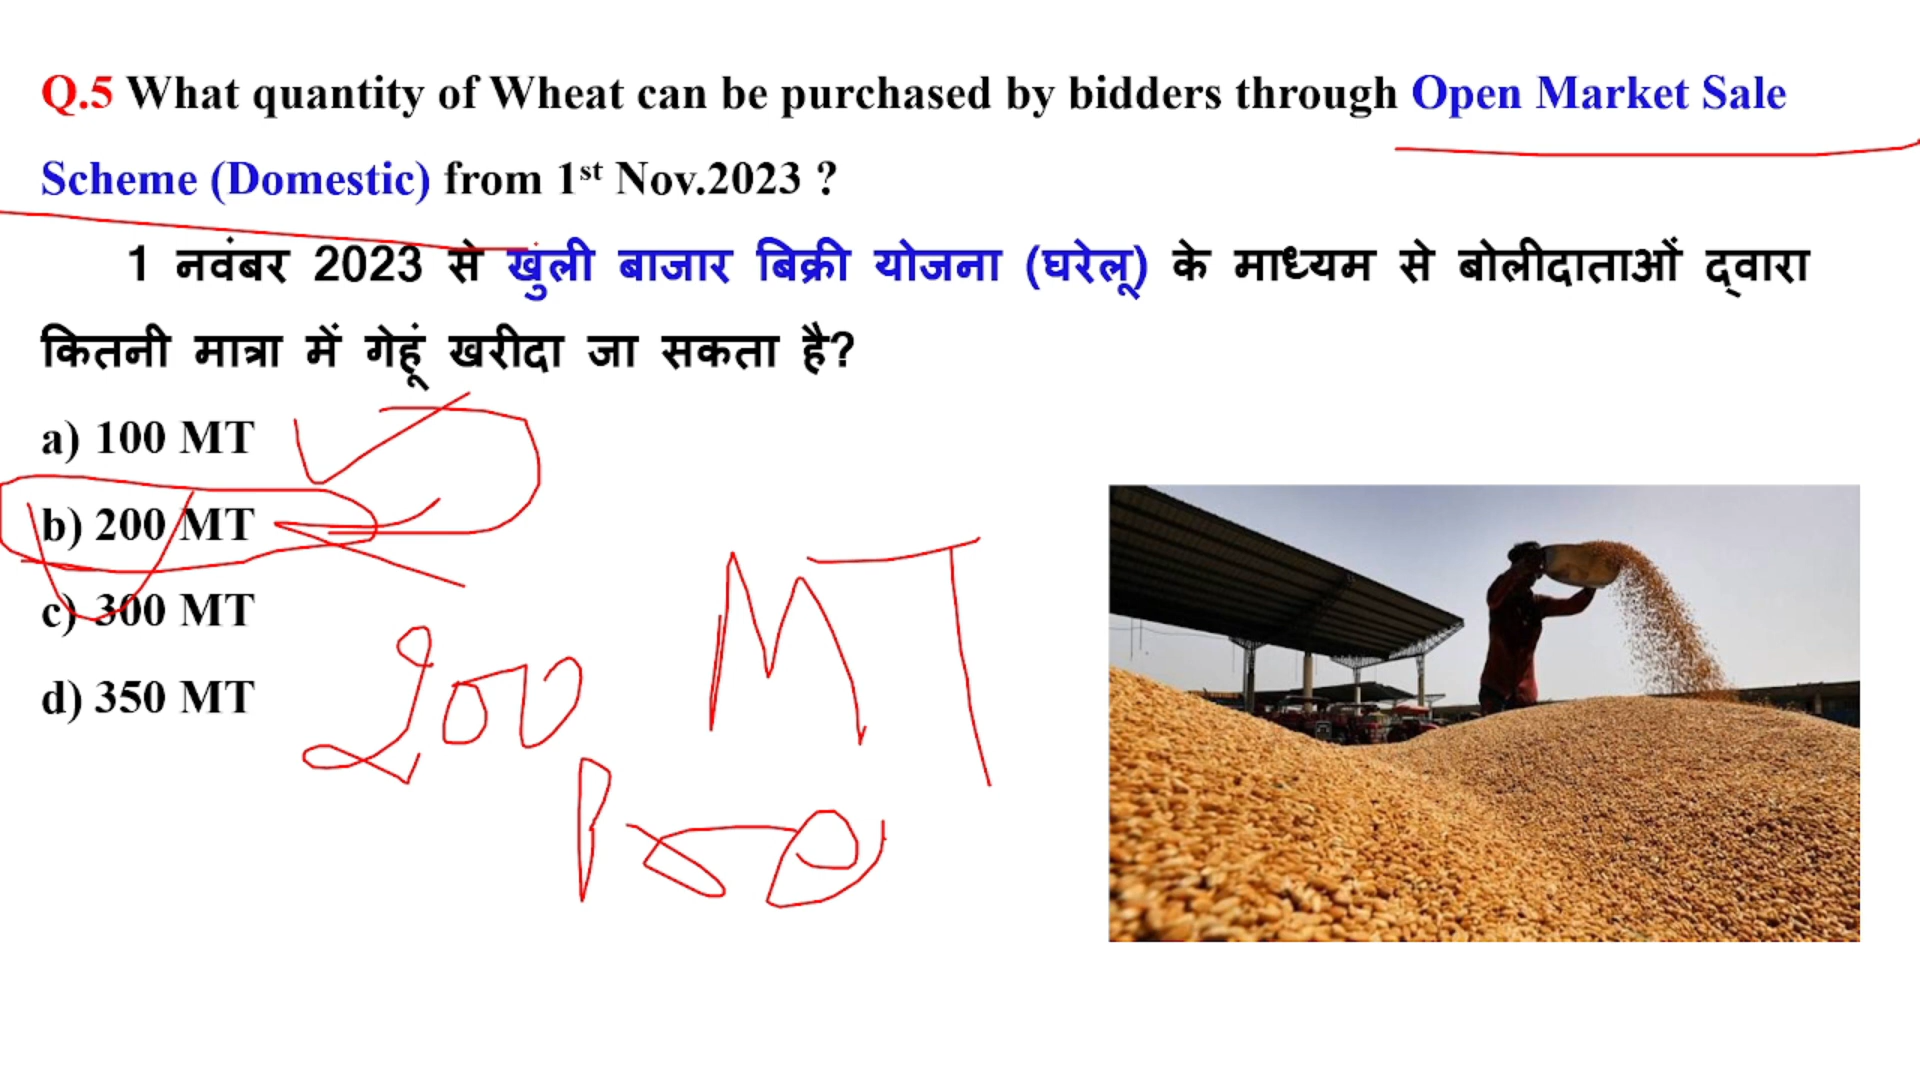 Q.5 What quantity of Wheat can be purchased by bidders through Open Market Sale
Scheme (Domestic) from 1st Nov.2023 ?
1 नवंबर 2023 से खुली बाजार बिक्री योजना (घरेलू) के माध्यम से बोलीदाताओं द्वारा
कितनी मात्रा में गेहूं खरीदा जा सकता है?
a) 100 MT
b) 200 MT
c) 300 MT
d) 350 MT
200 MT